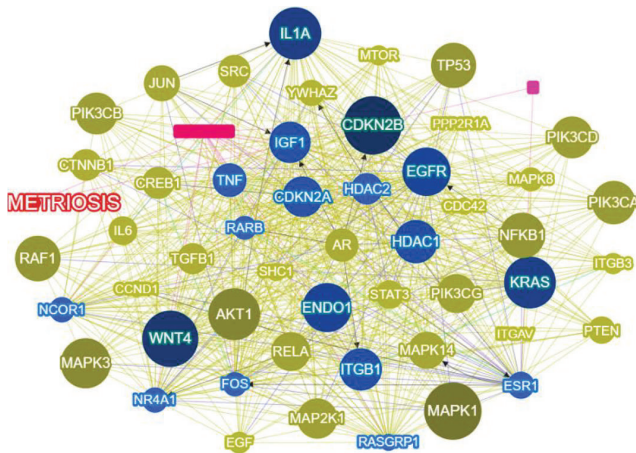 IL1A
MTOR
SRC
TP53
JUN
YWHAZ
PIK3CB
CDKN2B
PPP2R1A
IGF1
PIK3CD
CTNNB1
EGFR
TNF
HDAC2
MAPK8
CREB1
CDKN2A
METRIOSIS
CDC42
PIK3CA
RARB
IL6
NFKB1
HDAC1
AR
RAF1
TGFB1
ITGB3
SHC1
KRAS
CCND1
STAT3
PIK3CG
NCOR1
ENDO1
AKT1
WNT4
ITGAV
PTEN
RELA
MAPK14
MAPK3
ITGB1
FOS
ESR1
NR4A1
MAP2K1
MAPK1
EGF
RASGRP1